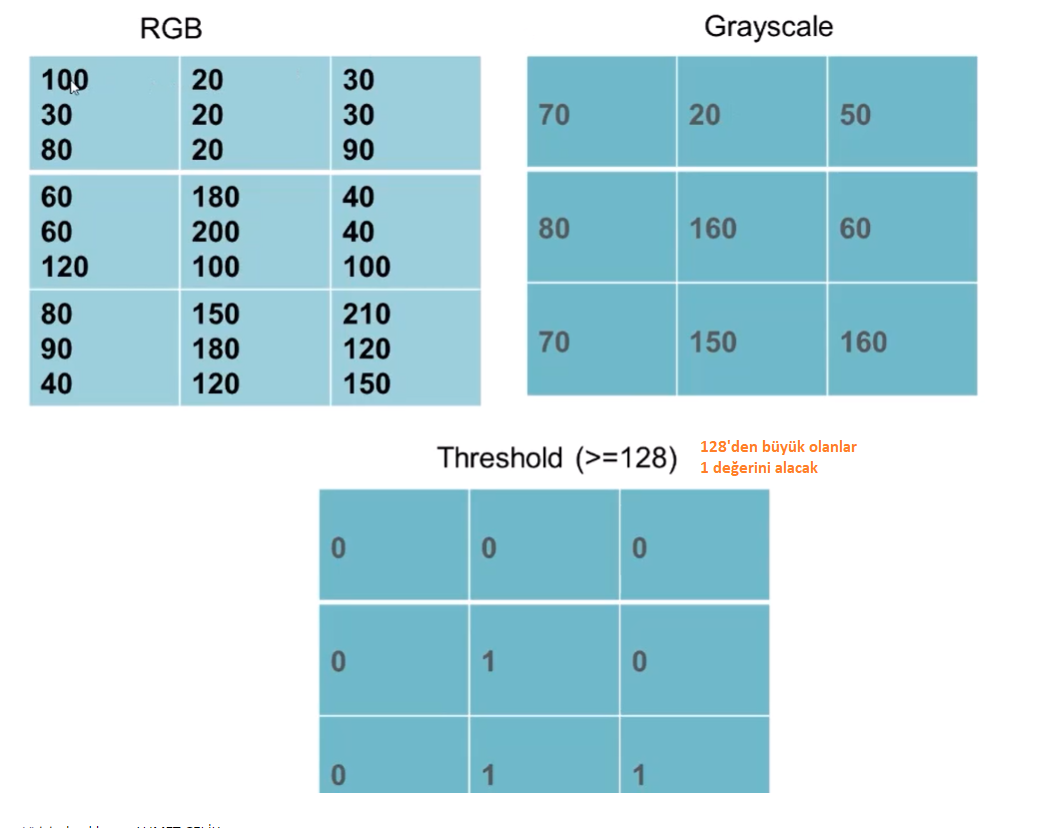 RGB
100 20 30
30 20 30
80 20 90
60 180 40
60 200 40
120 100 100
80 150 210
90 180 120
40 120 150
Grayscale
70 20 50
80 160 60
70 150 160
Threshold (>=128)
128'den büyük olanlar
1 değerini alacak
0 0 0
0 1 0
0 1 1